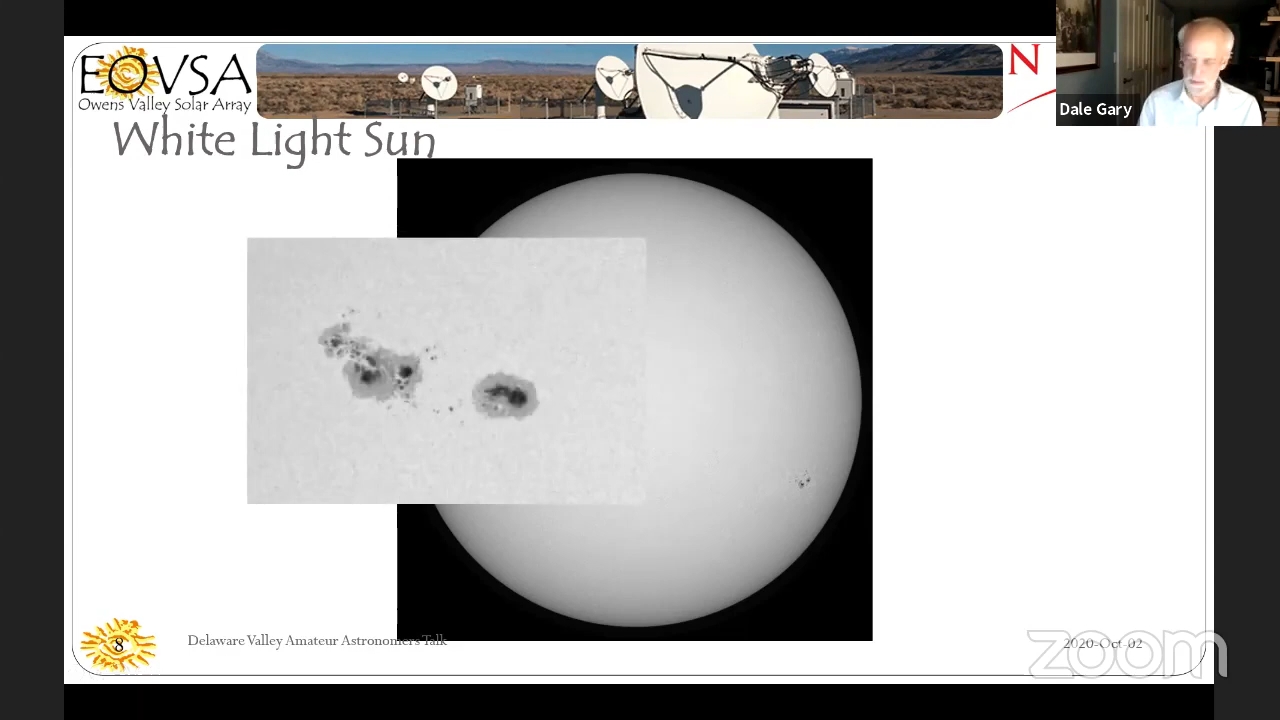 EOVSA
Owens Valley Solar Array
N
Dale Gary
White Light Sun
8
Delaware Valley Amateur Astronomers Talk
2020-Oct-02
zoom